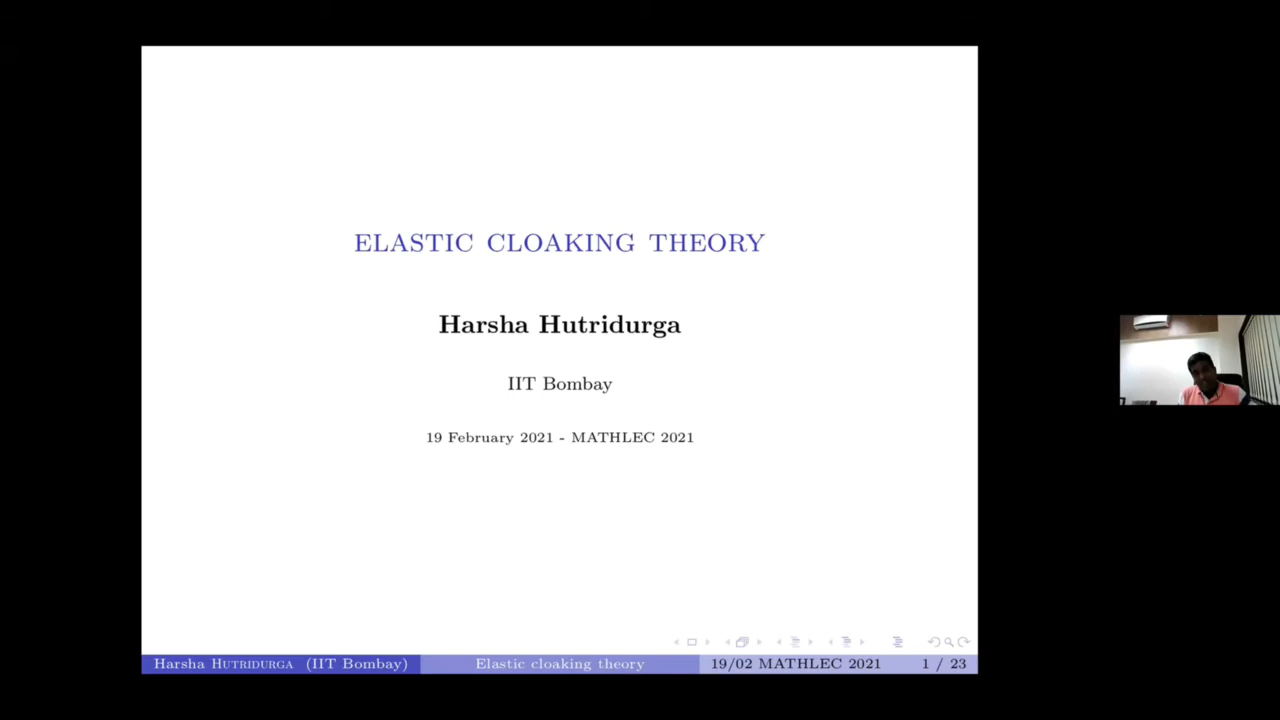 ELASTIC CLOAKING THEORY
Harsha Hutridurga
IIT Bombay
19 February 2021 - MATHLEC 2021
Harsha HUTRIDURGA (IIT Bombay) Elastic cloaking theory 19/02 MATHLEC 2021 1 / 23